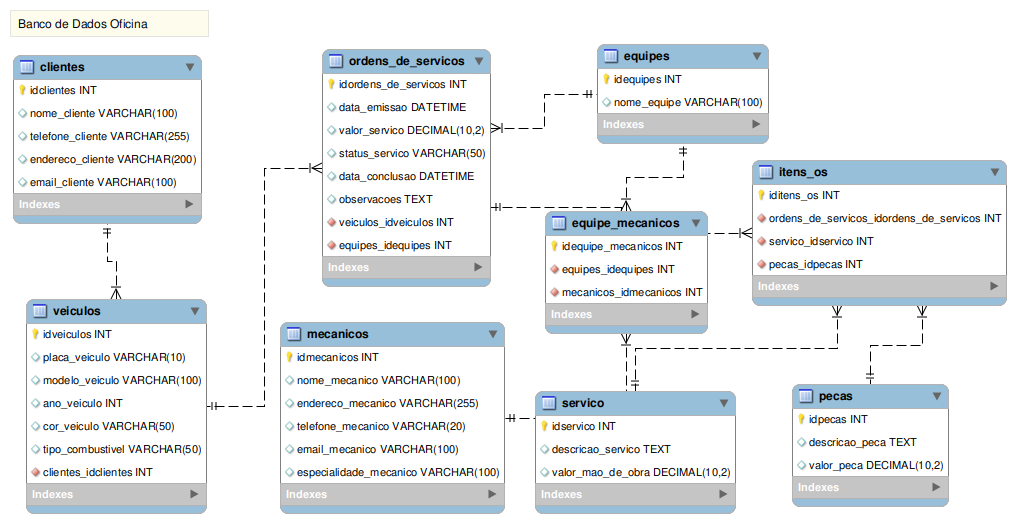 Banco de Dados Oficina
clientes
idclientes INT
nome_cliente VARCHAR(100)
telefone_cliente VARCHAR(255)
endereco_cliente VARCHAR(200)
email_cliente VARCHAR(100)
Indexes
ordens_de_servicos
idordens_de_servicos INT
data_emissao DATETIME
valor_servico DECIMAL(10,2)
status_servico VARCHAR(50)
data_conclusao DATETIME
observacoes TEXT
veiculos_idveiculos INT
equipes_idequipes INT
Indexes
equipes
idequipes INT
nome_equipe VARCHAR(100)
Indexes
itens_os
iditens_os INT
ordens_de_servicos_idordens_de_servicos INT
servico_idservico INT
pecas_idpecas INT
Indexes
equipe_mecanicos
idequipe_mecanicos INT
equipes_idequipes INT
mecanicos_idmecanicos INT
Indexes
veiculos
idveiculos INT
placa_veiculo VARCHAR(10)
modelo_veiculo VARCHAR(100)
ano_veiculo INT
cor_veiculo VARCHAR(50)
tipo_combustivel VARCHAR(50)
clientes_idclientes INT
Indexes
mecanicos
idmecanicos INT
nome_mecanico VARCHAR(100)
endereco_mecanico VARCHAR(255)
telefone_mecanico VARCHAR(20)
email_mecanico VARCHAR(100)
especialidade_mecanico VARCHAR(100)
Indexes
servico
idservico INT
descricao_servico TEXT
valor_mao_de_obra DECIMAL(10,2)
Indexes
pecas
idpecas INT
descricao_peca TEXT
valor_peca DECIMAL(10,2)
Indexes